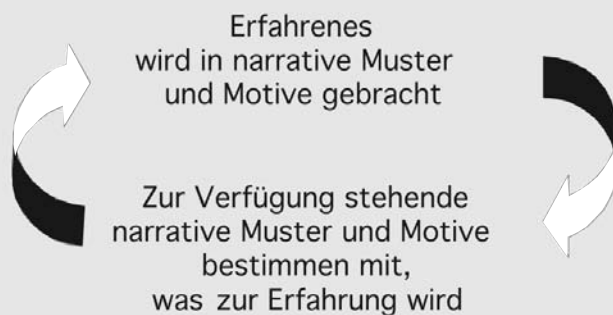 Erfahrenes
wird in narrative Muster
und Motive gebracht
Zur Verfügung stehende
narrative Muster und Motive
bestimmen mit,
was zur Erfahrung wird